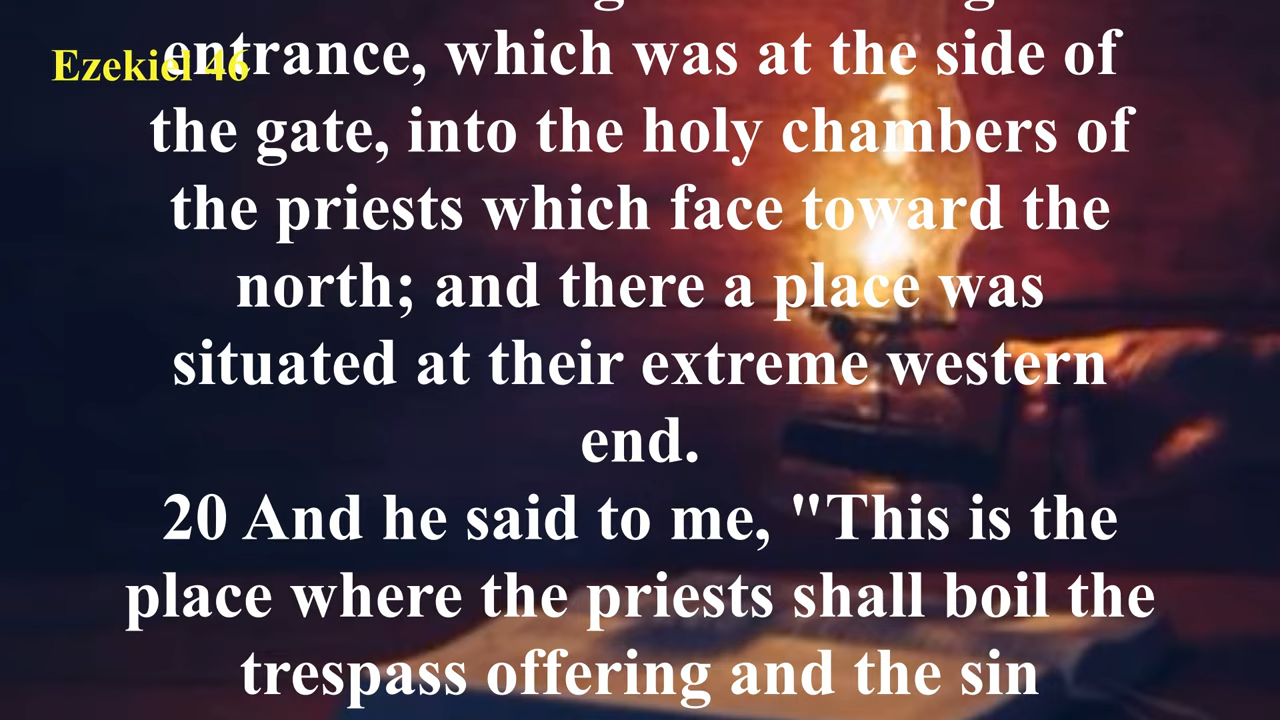 Ezekiel 46
entrance, which was at the side of
the gate, into the holy chambers of
the priests which face toward the
north; and there a place was
situated at their extreme western
end.
20 And he said to me, "This is the
place where the priests shall boil the
trespass offering and the sin